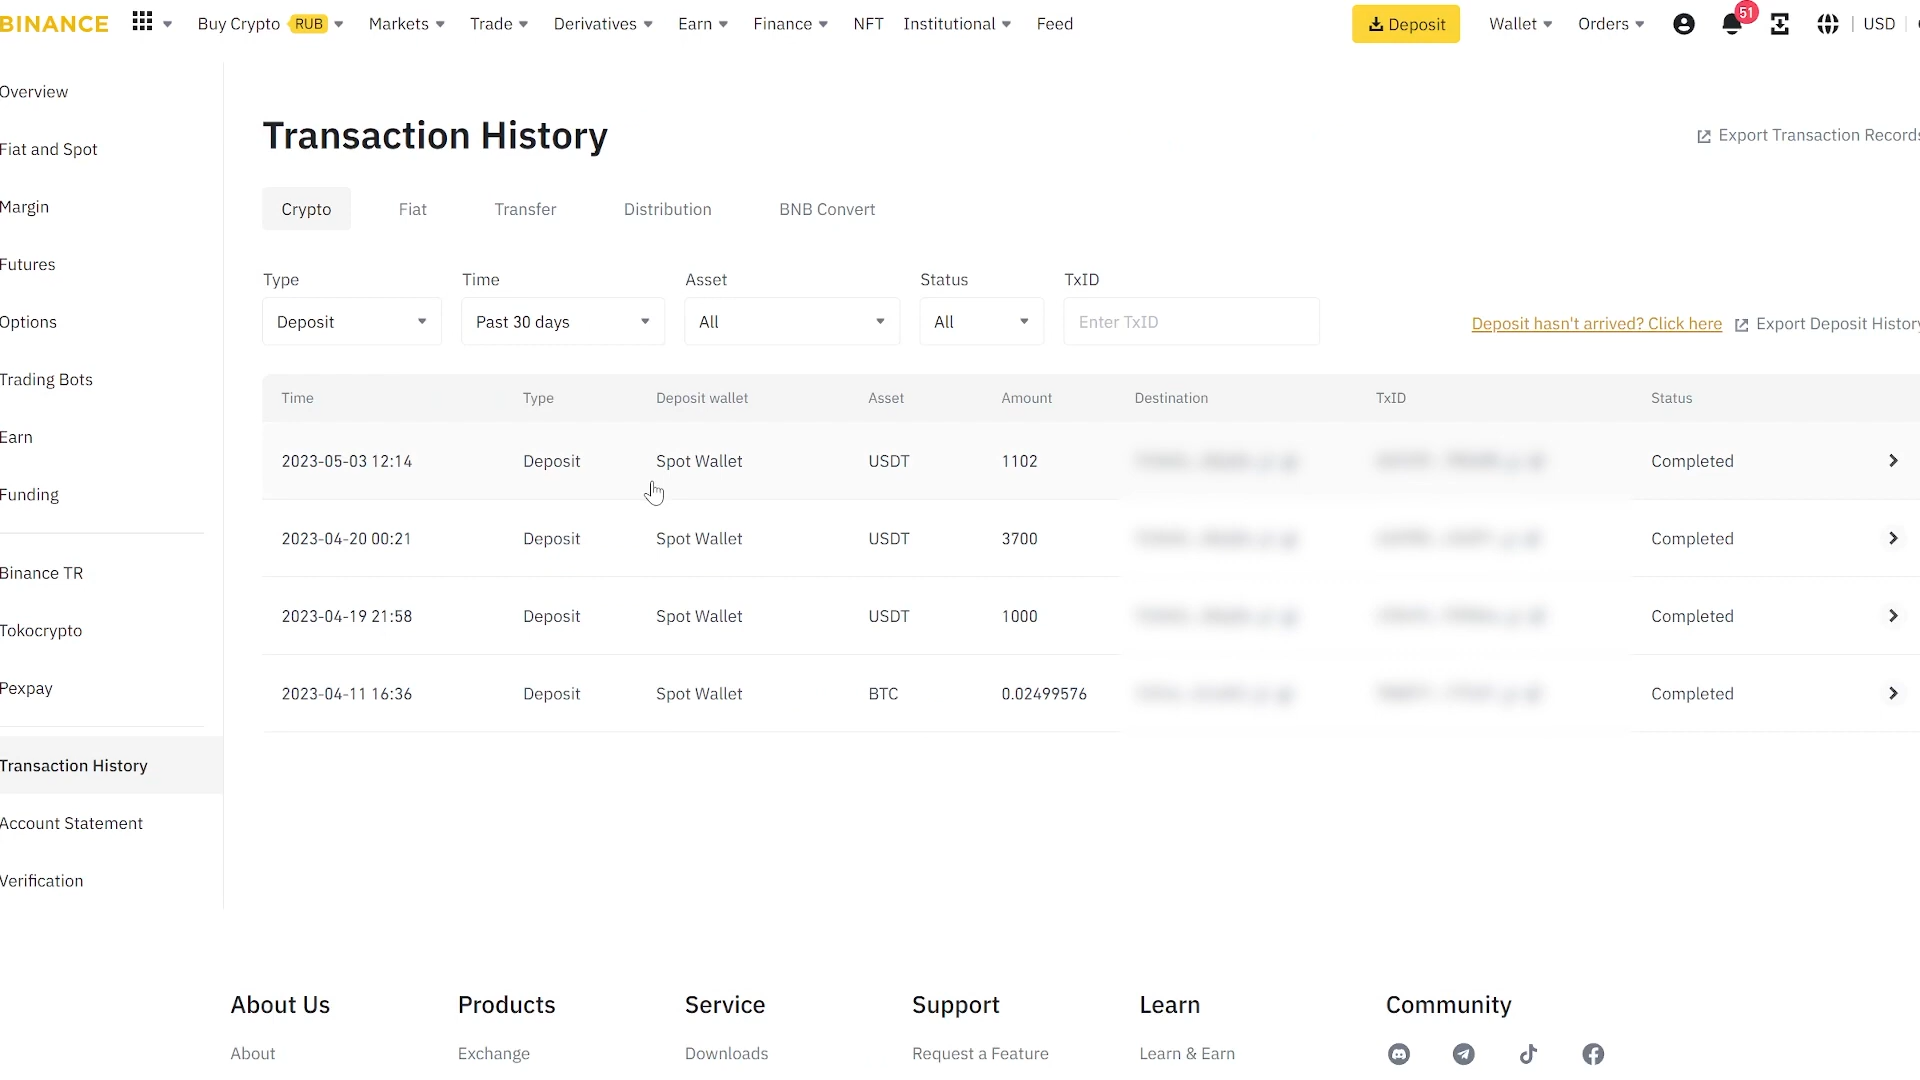 BINANCE Buy Crypto RUB Markets Trade Derivatives Earn Finance NFT Institutional Feed Deposit Wallet Orders 51 USD
Overview
Fiat and Spot
Margin
Futures
Options
Trading Bots
Earn
Funding
Binance TR
Tokocrypto
Pexpay
Transaction History
Account Statement
Verification
Transaction History
Export Transaction Records
Crypto Fiat Transfer Distribution BNB Convert
Type Time Asset Status TxID
Deposit Past 30 days All All Enter TxID
Deposit hasn't arrived? Click here Export Deposit History
Time Type Deposit wallet Asset Amount Destination TxID Status
2023-05-03 12:14 Deposit Spot Wallet USDT 1102 Completed
2023-04-20 00:21 Deposit Spot Wallet USDT 3700 Completed
2023-04-19 21:58 Deposit Spot Wallet USDT 1000 Completed
2023-04-11 16:36 Deposit Spot Wallet BTC 0.02499576 Completed
About Us Products Service Support Learn Community
About Exchange Downloads Request a Feature Learn & Earn